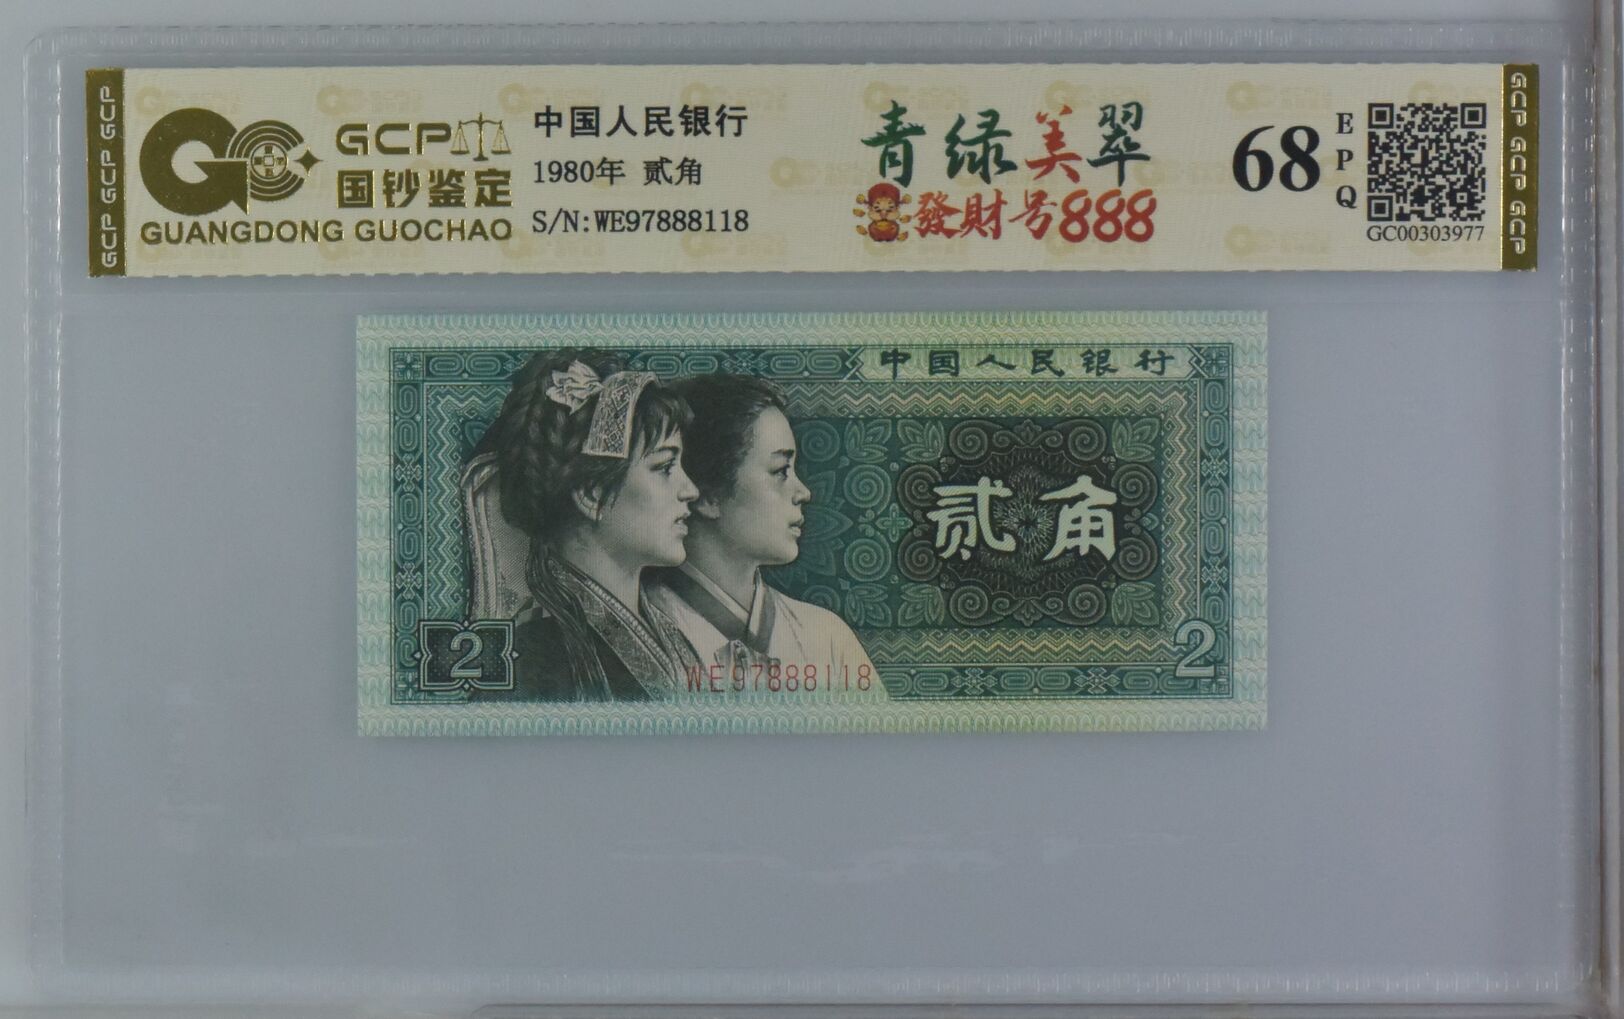 GCP GCP GCP
GCP
国钞鉴定
GUANGDONG GUOCHAO
中国人民银行
1980年 贰角
S/N:WE97888118
青绿美翠
發財号888
68
EPQ
GC00303977
GCP GCP GCP
中国人民银行
贰角
2
WE97888118
2